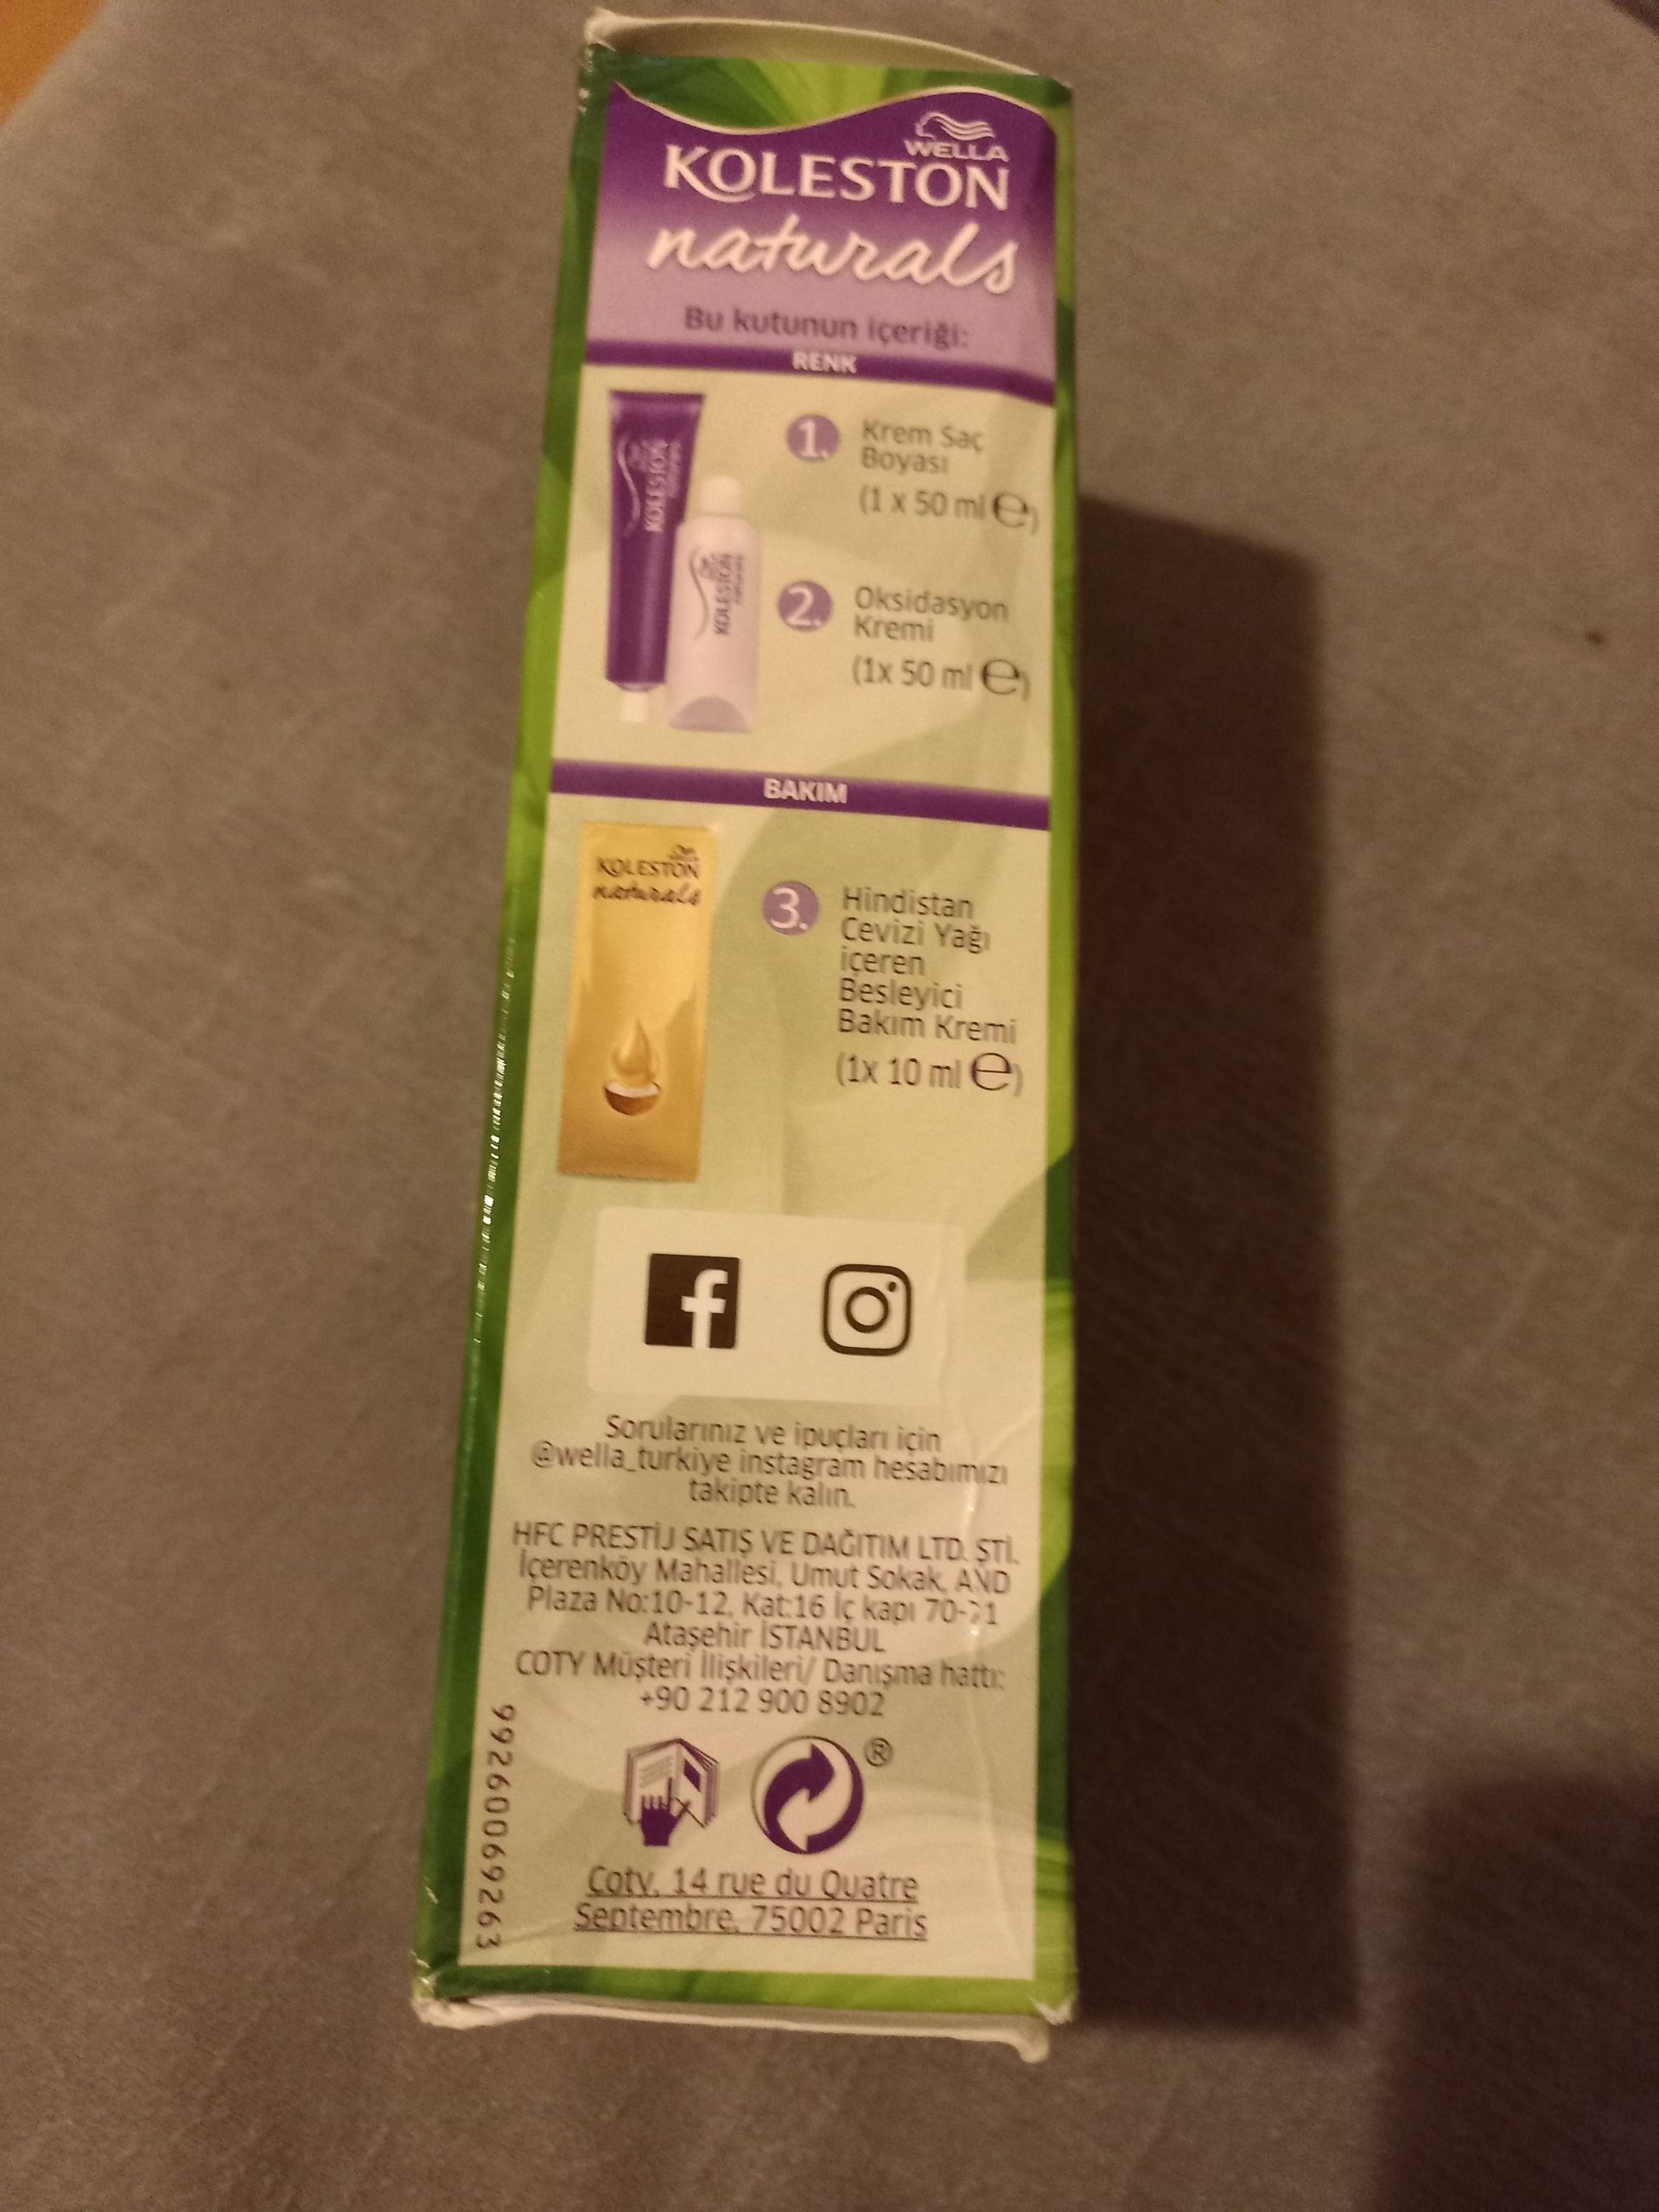 WELLA
KOLESTON
naturals
Bu kutunun içeriği:
RENK
1. Krem Saç
Boyası
(1 x 50 ml ℮)
KOLESTON
KOLESTON
2. Oksidasyon
Kremi
(1x 50 ml ℮)
BAKIM
KOLESTON
naturals
3. Hindistan
Cevizi Yağı
içeren
Besleyici
Bakım Kremi
(1x 10 ml ℮)
Sorularınız ve ipuçları için
@wella_turkiye instagram hesabımızı
takipte kalın.
HFC PRESTİJ SATIŞ VE DAĞITIM LTD. ŞTİ.
İçerenköy Mahallesi, Umut Sokak, AND
Plaza No:10-12, Kat:16 İç kapı
Ataşehir İSTANBUL
COTY Müşteri İlişkileri/ Danışma hattı:
+90 212 900 8902
®
Coty, 14 rue du Quatre
Septembre, 75002 Paris
99260069263